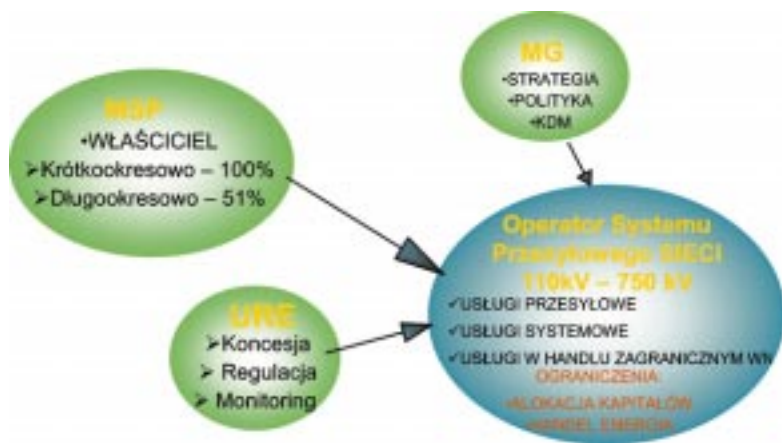 MG
•STRATEGIA
•POLITYKA
•KDM
MSP
•WŁAŚCICIEL
➢Krótkookresowo – 100%
➢Długookresowo – 51%
Operator Systemu
Przesyłowego SIECI
110kV – 750 kV
✓USŁUGI PRZESYŁOWE
✓USŁUGI SYSTEMOWE
✓USŁUGI W HANDLU ZAGRANICZNYM WN
OGRANICZENIA:
•ALOKACJA KAPITAŁÓW
•HANDEL ENERGIĄ
URE
➢Koncesja
➢ Regulacja
➢ Monitoring